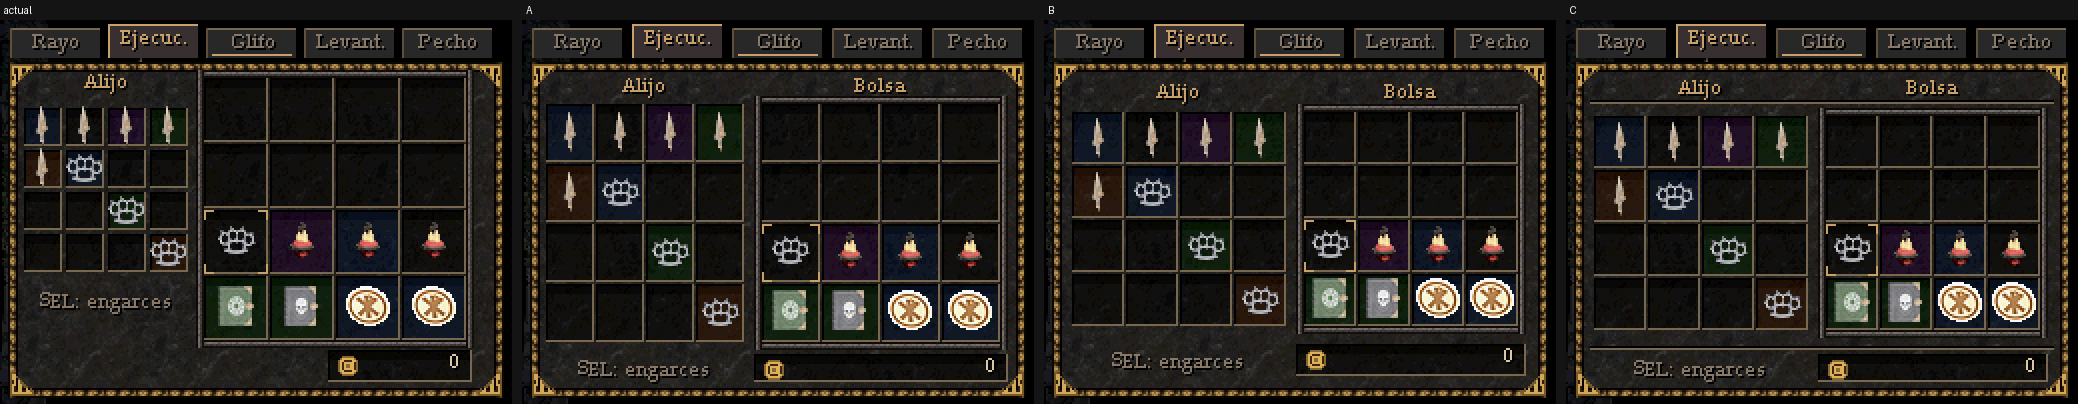 actual
Rayo Ejecuc. Glifo Levant. Pecho
Alijo
SEL: engarces
0
A
Rayo Ejecuc. Glifo Levant. Pecho
Alijo Bolsa
SEL: engarces 0
B
Rayo Ejecuc. Glifo Levant. Pecho
Alijo Bolsa
SEL: engarces 0
C
Rayo Ejecuc. Glifo Levant. Pecho
Alijo Bolsa
SEL: engarces 0